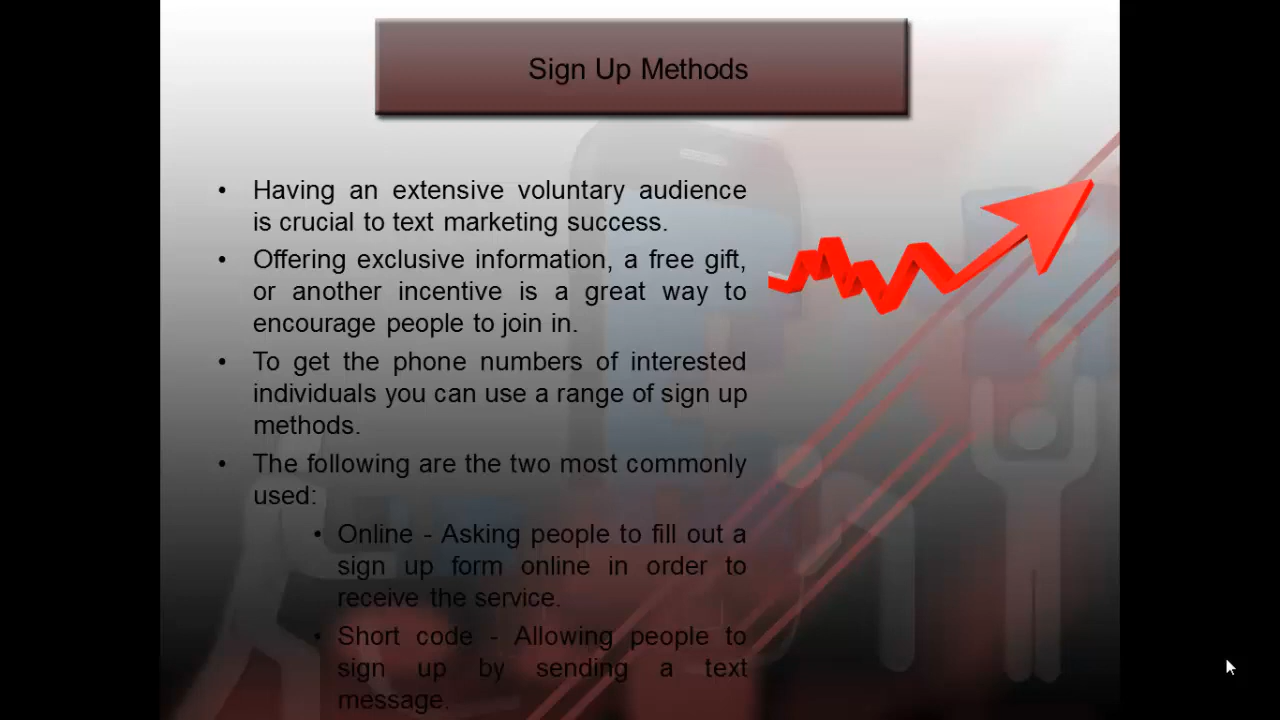 Sign Up Methods
• Having an extensive voluntary audience
is crucial to text marketing success.
• Offering exclusive information, a free gift,
or another incentive is a great way to
encourage people to join in.
• To get the phone numbers of interested
individuals you can use a range of sign up
methods.
• The following are the two most commonly
used:
• Online - Asking people to fill out a
sign up form online in order to
receive the service.
• Short code - Allowing people to
sign up by sending a text
message.